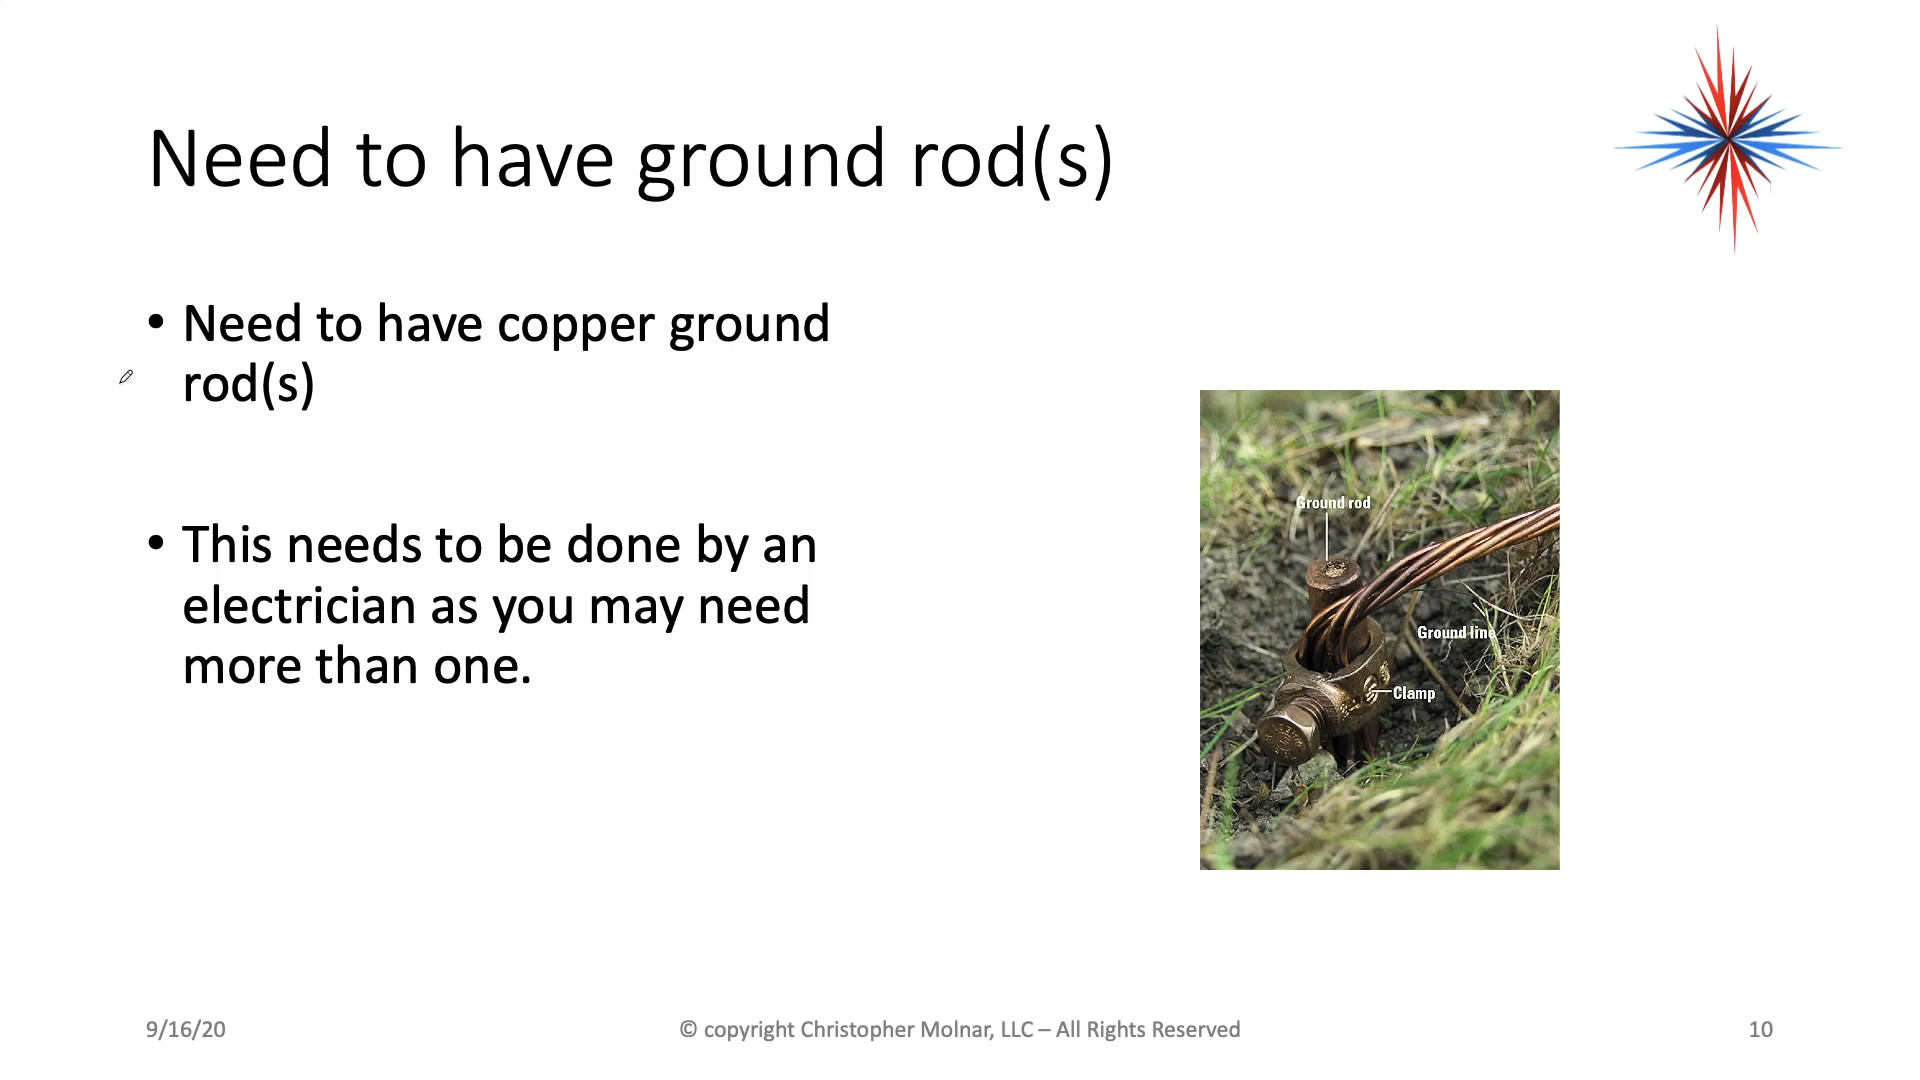 Need to have ground rod(s)
• Need to have copper ground
rod(s)
• This needs to be done by an
electrician as you may need
more than one.
Ground rod
Ground line
Clamp
9/16/20
© copyright Christopher Molnar, LLC – All Rights Reserved
10